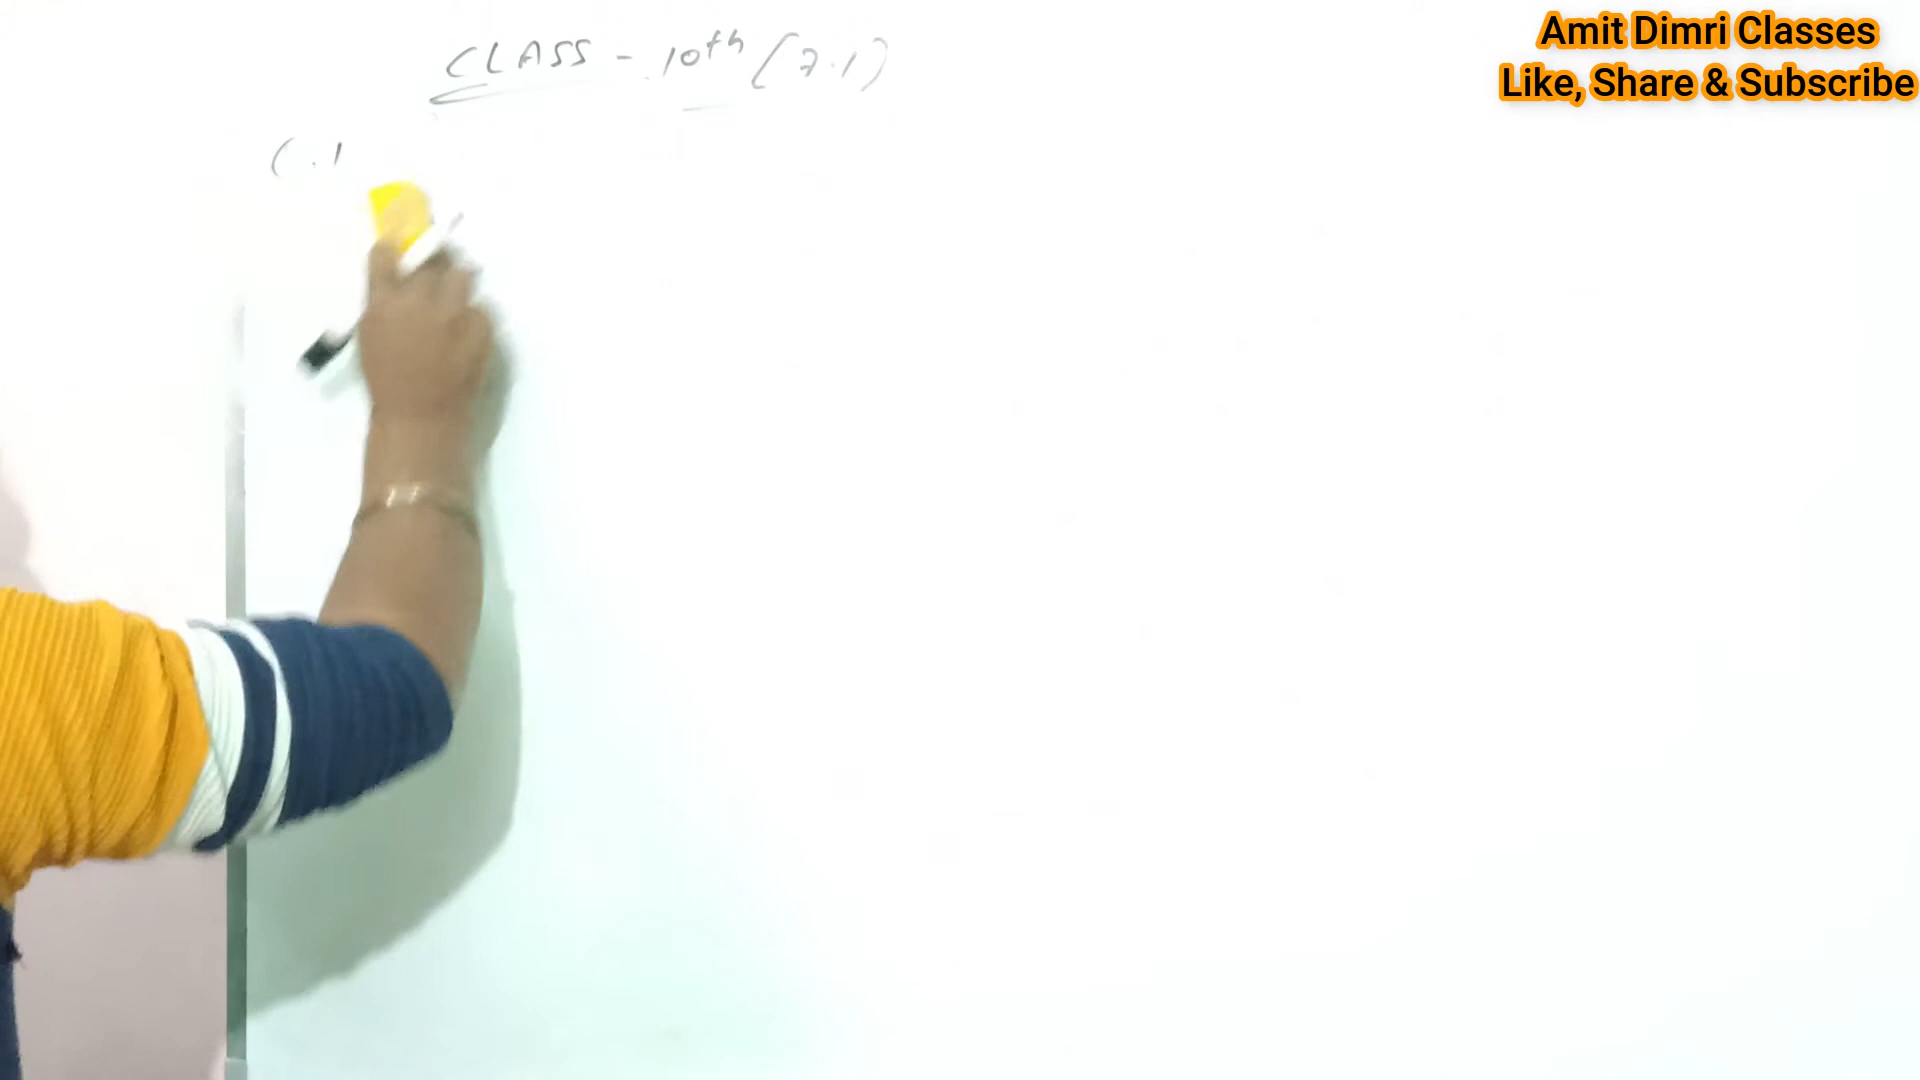 CLASS - 10th (7.1)
Amit Dimri Classes
Like, Share & Subscribe